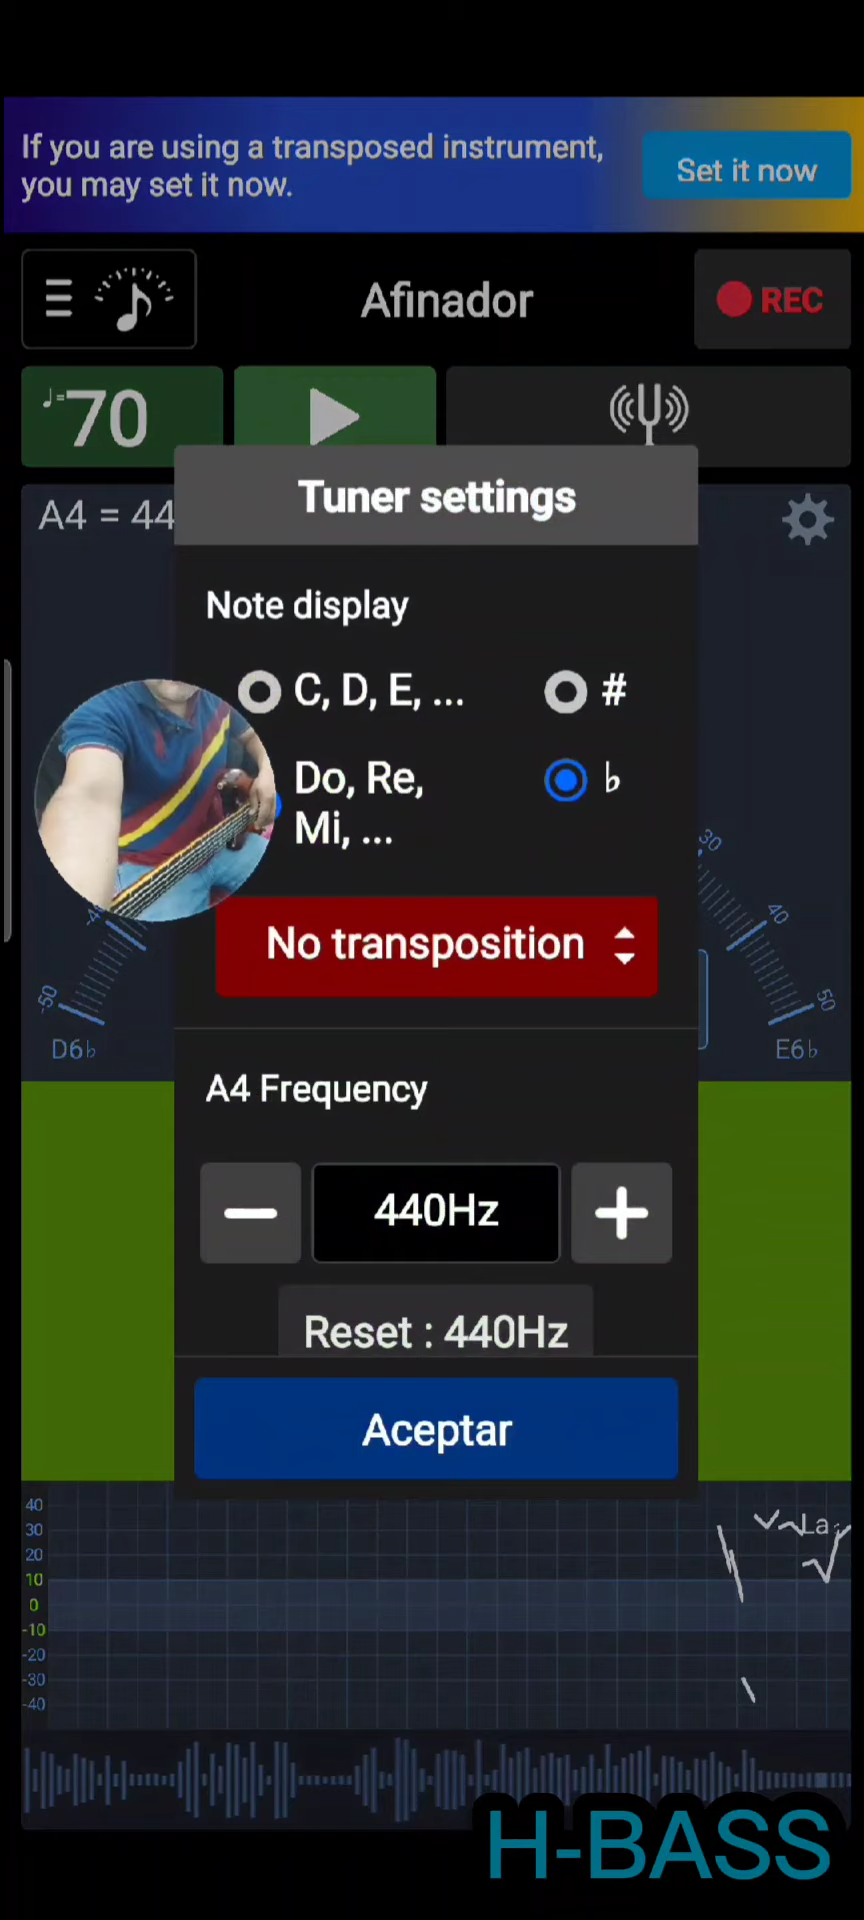 If you are using a transposed instrument,
you may set it now.
Set it now
Afinador
REC
♩=70
A4 = 44
Tuner settings
Note display
C, D, E, ...
#
Do, Re,
Mi, ...
♭
30
40
50
-50
D6♭
E6♭
No transposition
A4 Frequency
440Hz
Reset : 440Hz
Aceptar
40
30
20
10
0
-10
-20
-30
-40
La
H-BASS